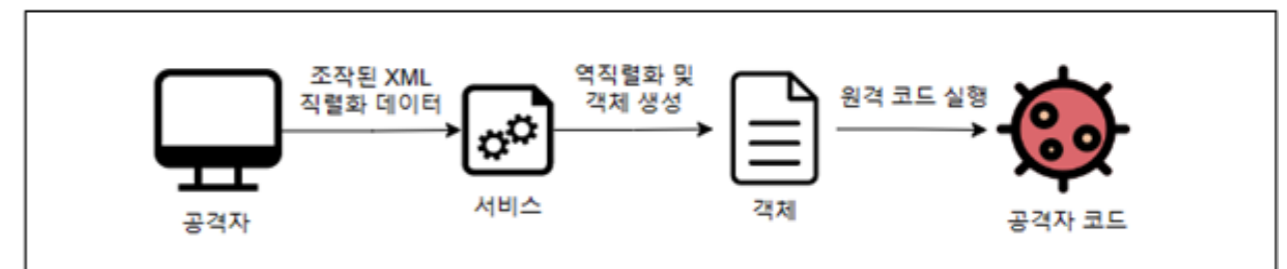 조작된 XML
직렬화 데이터
역직렬화 및
객체 생성
원격 코드 실행
공격자
서비스
객체
공격자 코드